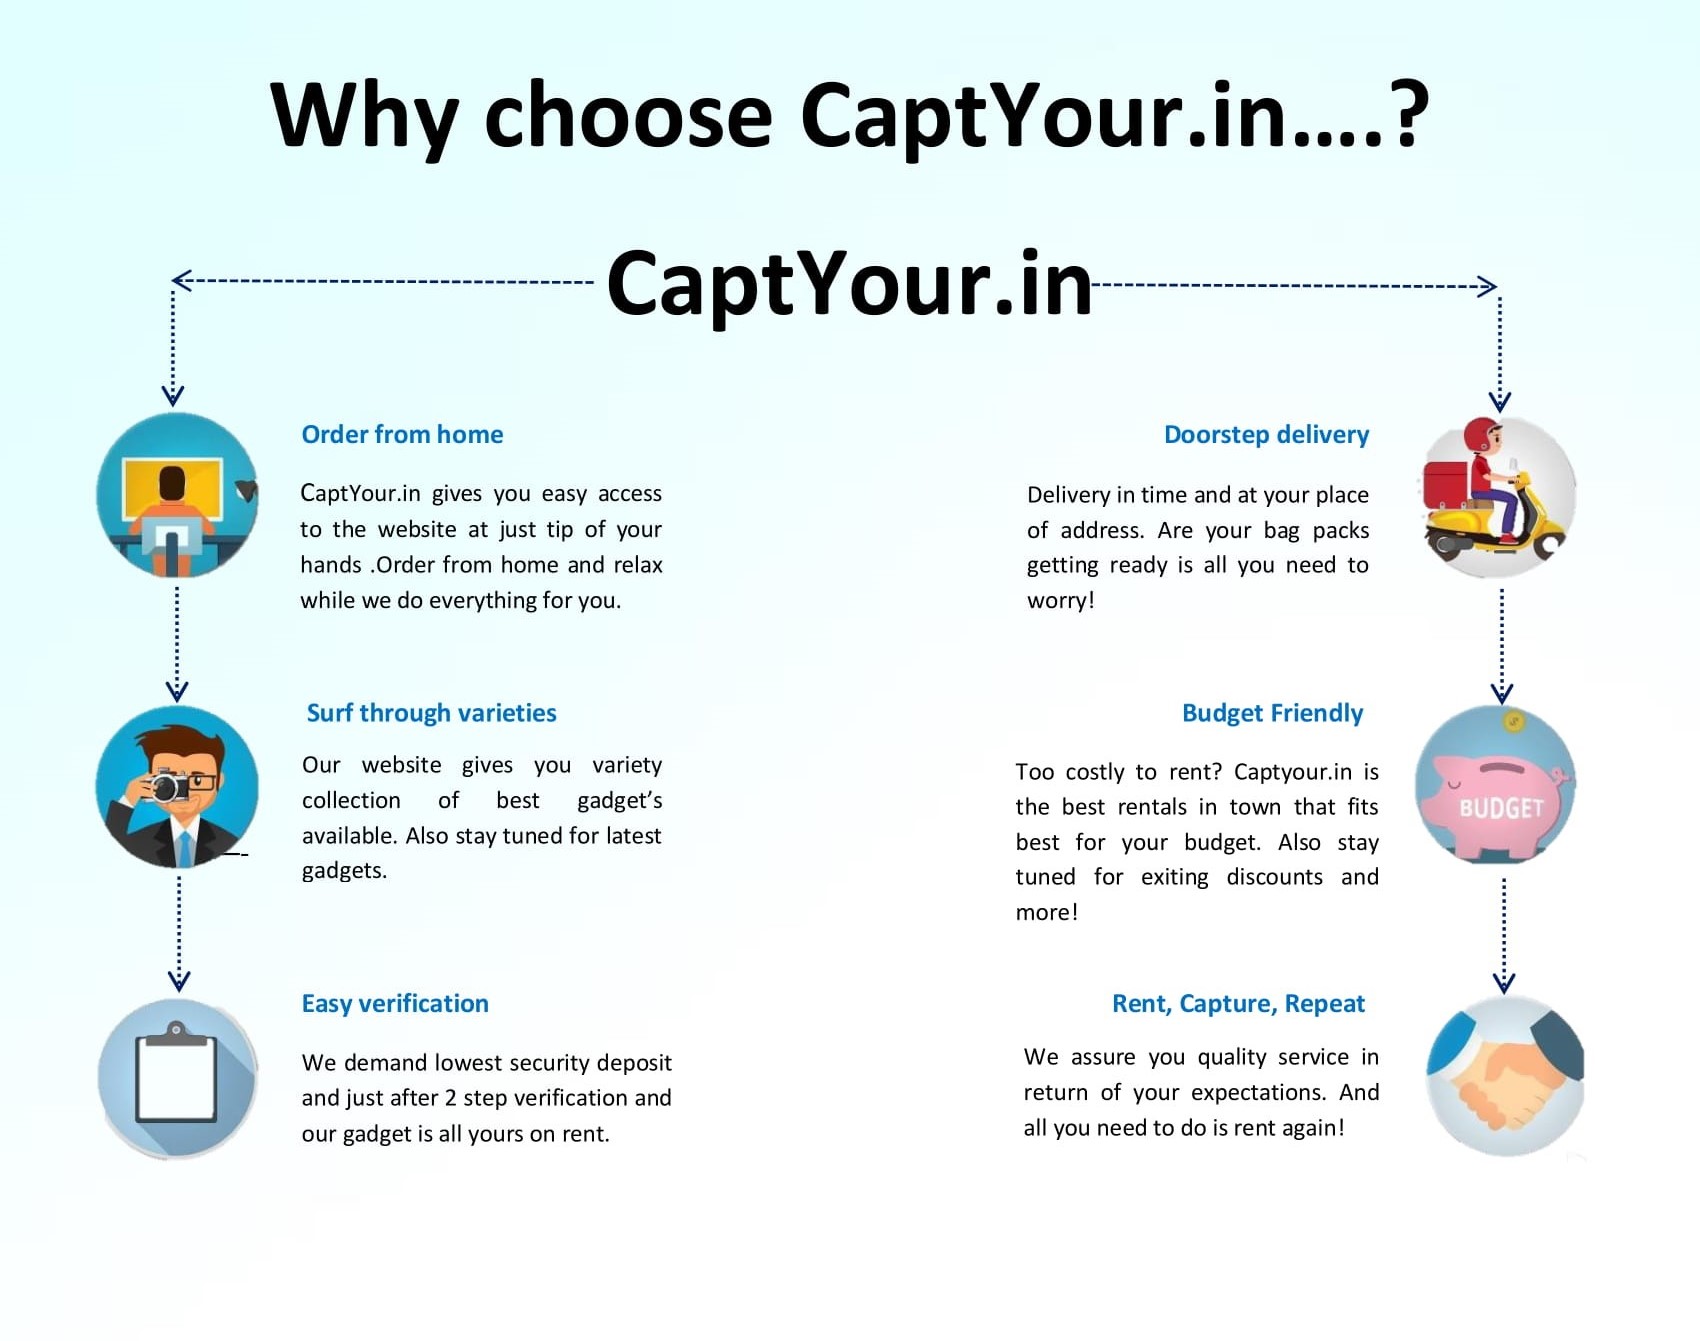 Why choose CaptYour.in....?
CaptYour.in
Order from home
CaptYour.in gives you easy access
to the website at just tip of your
hands .Order from home and relax
while we do everything for you.
Surf through varieties
Our website gives you variety
collection of best gadget’s
available. Also stay tuned for latest
gadgets.
Easy verification
We demand lowest security deposit
and just after 2 step verification and
our gadget is all yours on rent.
Doorstep delivery
Delivery in time and at your place
of address. Are your bag packs
getting ready is all you need to
worry!
Budget Friendly
Too costly to rent? Captyour.in is
the best rentals in town that fits
best for your budget. Also stay
tuned for exiting discounts and
more!
BUDGET
Rent, Capture, Repeat
We assure you quality service in
return of your expectations. And
all you need to do is rent again!